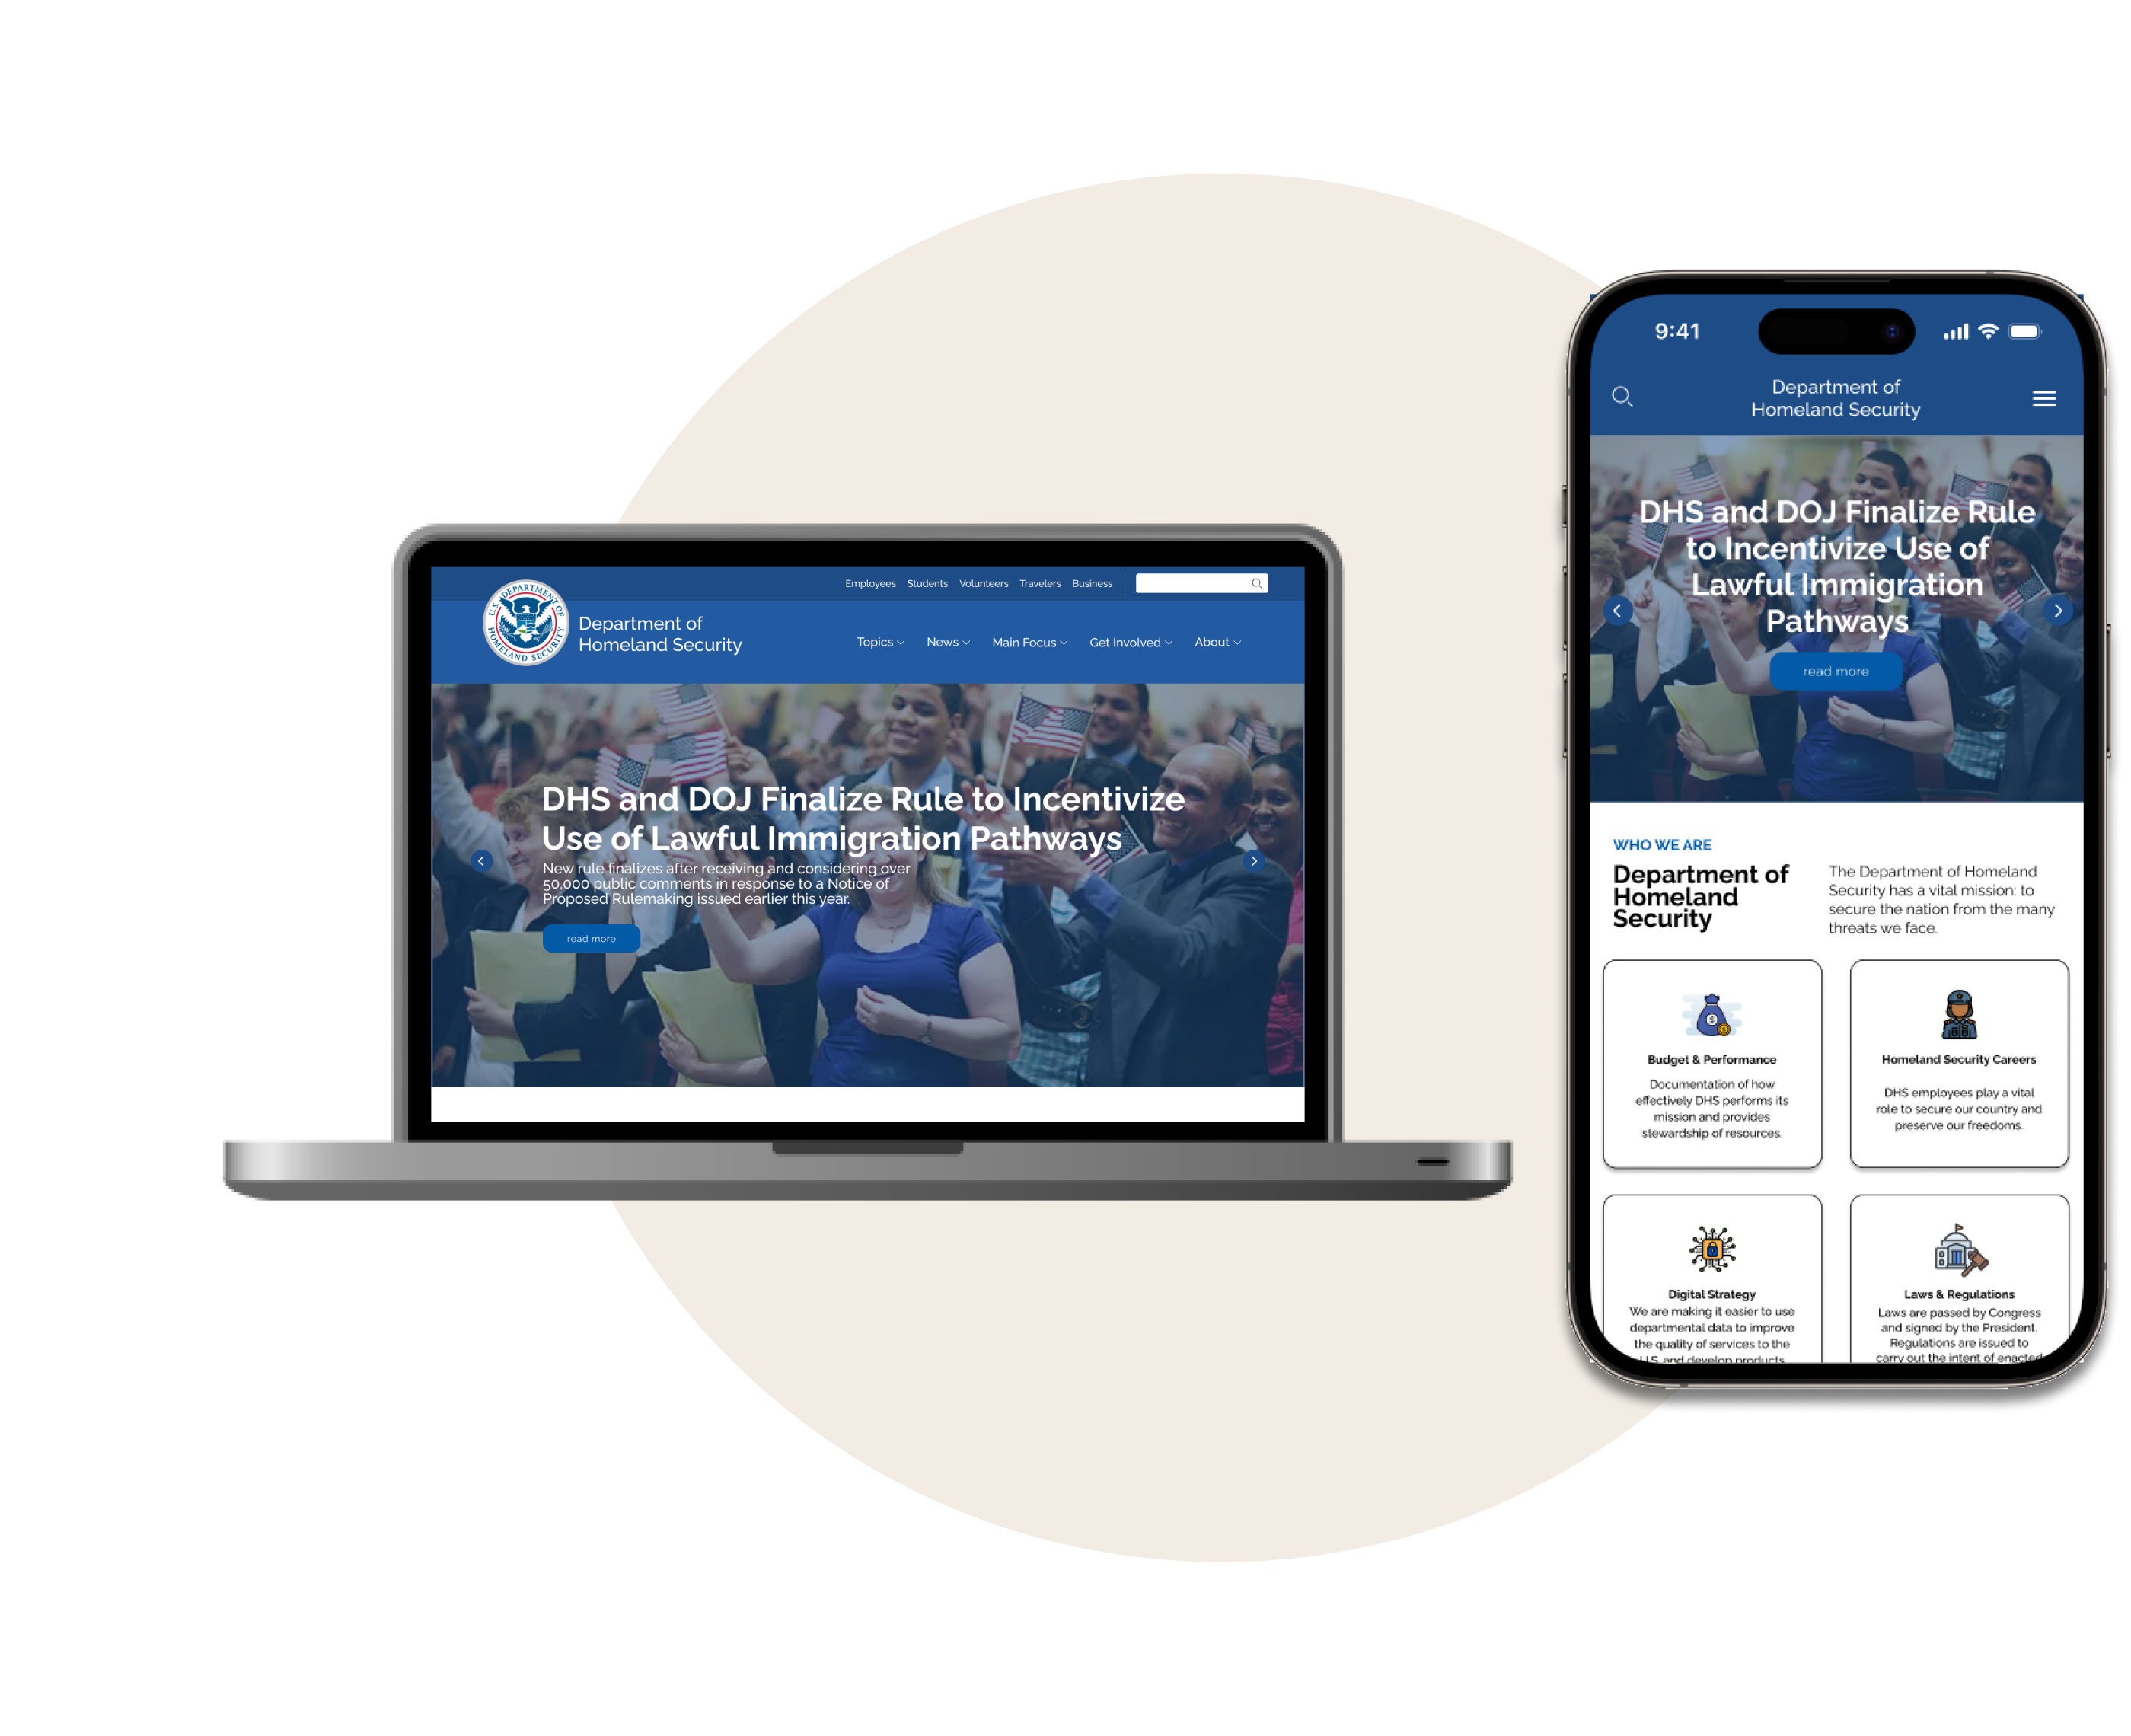 Employees Students Volunteers Travelers Business
U.S. DEPARTMENT OF
HOMELAND SECURITY
Department of
Homeland Security
Topics News Main Focus Get Involved About
DHS and DOJ Finalize Rule to Incentivize
Use of Lawful Immigration Pathways
New rule finalizes after receiving and considering over
50,000 public comments in response to a Notice of
Proposed Rulemaking issued earlier this year.
read more
9:41
Department of
Homeland Security
DHS and DOJ Finalize Rule
to Incentivize Use of
Lawful Immigration
Pathways
read more
WHO WE ARE
Department of
Homeland
Security
The Department of Homeland
Security has a vital mission: to
secure the nation from the many
threats we face.
Budget & Performance
Documentation of how
effectively DHS performs its
mission and provides
stewardship of resources.
Homeland Security Careers
DHS employees play a vital
role to secure our country and
preserve our freedoms.
Digital Strategy
We are making it easier to use
departmental data to improve
the quality of services to the
U.S. and develop products
Laws & Regulations
Laws are passed by Congress
and signed by the President.
Regulations are issued to
carry out the intent of enacted